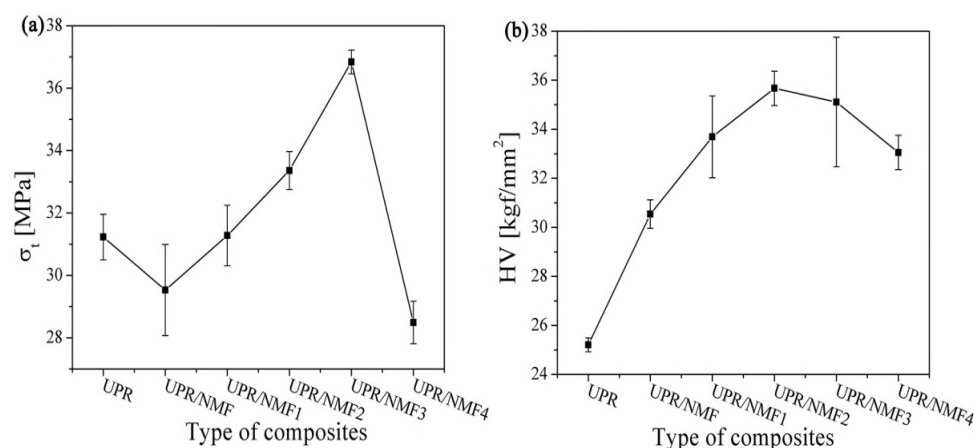 (a)
38
36
34
32
30
28
σt [MPa]
UPR
UPR/NMF
UPR/NMF1
UPR/NMF2
UPR/NMF3
UPR/NMF4
Type of composites
(b)
38
36
34
32
30
28
26
24
HV [kgf/mm²]
UPR
UPR/NMF
UPR/NMF1
UPR/NMF2
UPR/NMF3
UPR/NMF4
Type of composites